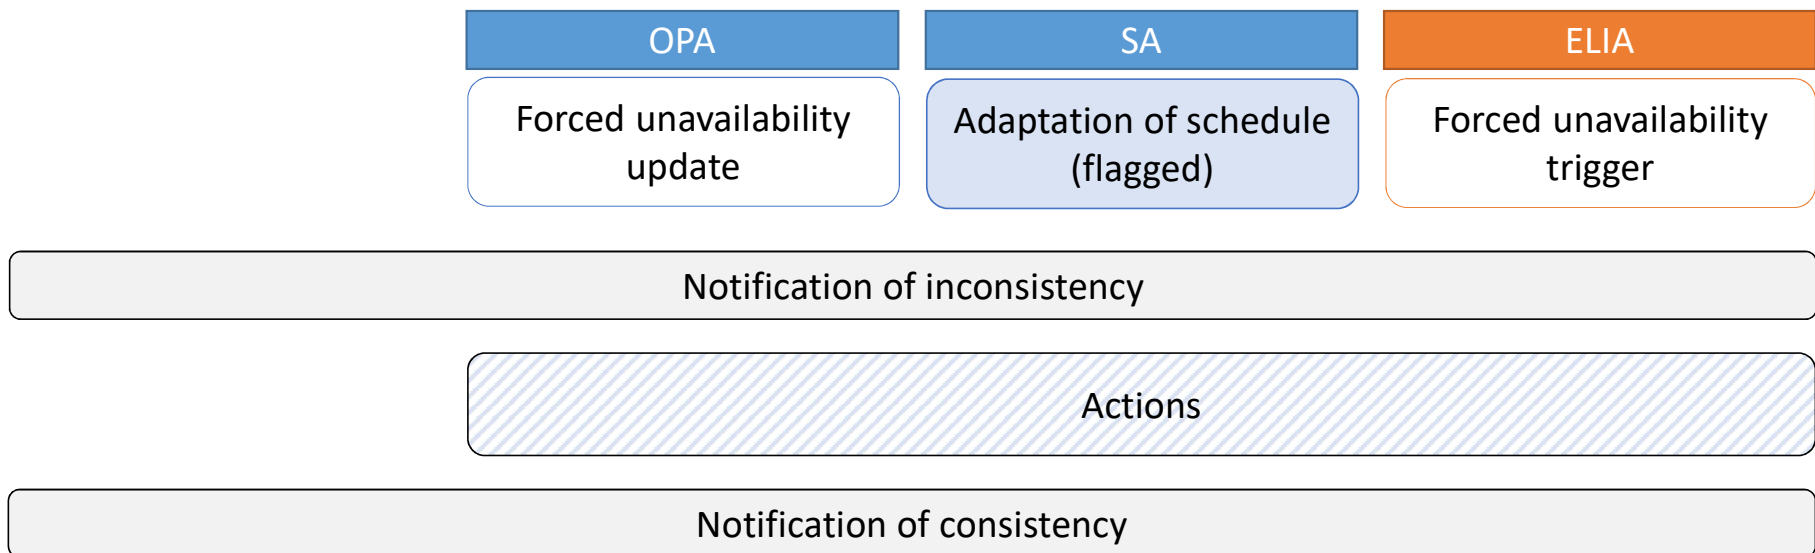 OPA
SA
ELIA
Forced unavailability
update
Adaptation of schedule
(flagged)
Forced unavailability
trigger
Notification of inconsistency
Actions
Notification of consistency